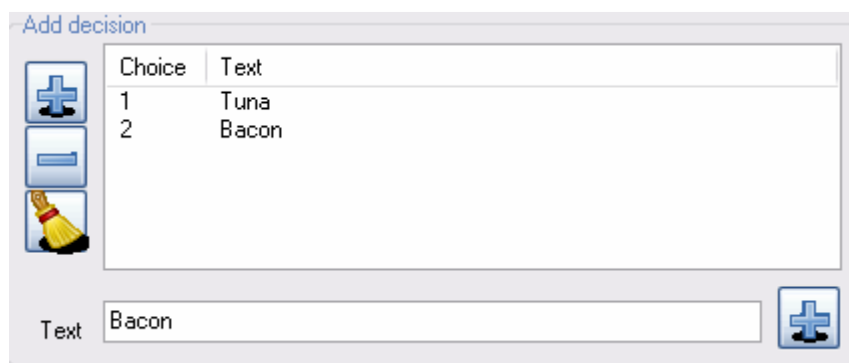 Add decision
Choice Text
1 Tuna
2 Bacon
Text Bacon